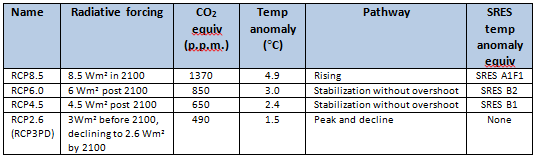 Name Radiative forcing CO₂ equiv (p.p.m.) Temp anomaly (°C) Pathway SRES temp anomaly equiv
RCP8.5 8.5 Wm² in 2100 1370 4.9 Rising SRES A1F1
RCP6.0 6 Wm² post 2100 850 3.0 Stabilization without overshoot SRES B2
RCP4.5 4.5 Wm² post 2100 650 2.4 Stabilization without overshoot SRES B1
RCP2.6 3Wm² before 2100, 490 1.5 Peak and decline None
(RCP3PD) declining to 2.6 Wm²
by 2100